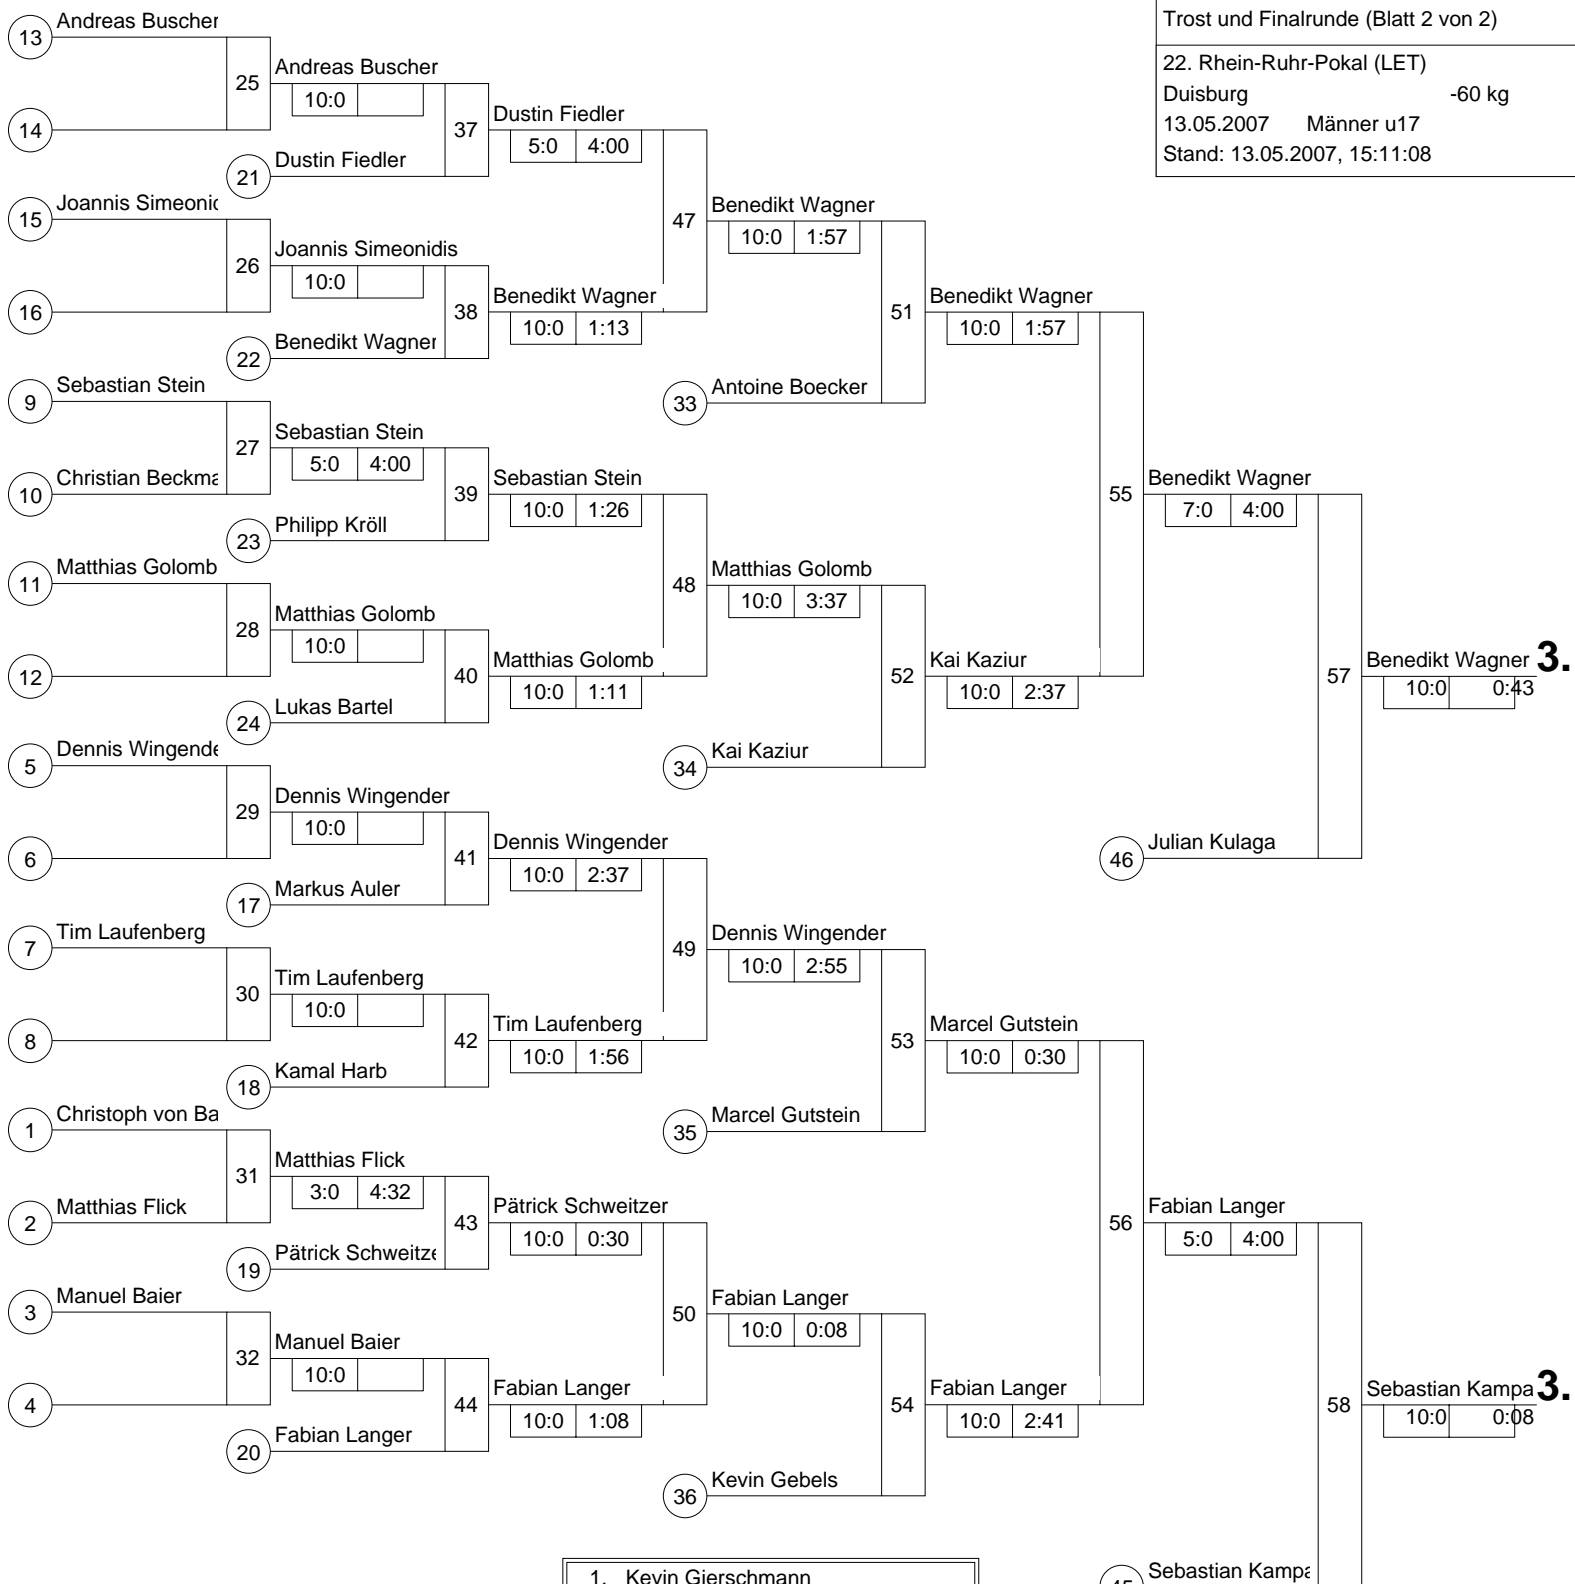 Trost und Finalrunde (Blatt 2 von 2)
22. Rhein-Ruhr-Pokal (LET)
Duisburg -60 kg
13.05.2007 Männer u17
Stand: 13.05.2007, 15:11:08
13 Andreas Buscher
25 Andreas Buscher
10:0
14
37 Dustin Fiedler
5:0 4:00
21 Dustin Fiedler
15 Joannis Simeonid
47 Benedikt Wagner
10:0 1:57
26 Joannis Simeonidis
10:0
16
38 Benedikt Wagner
10:0 1:13
22 Benedikt Wagner
51 Benedikt Wagner
10:0 1:57
9 Sebastian Stein
33 Antoine Boecker
27 Sebastian Stein
5:0 4:00
10 Christian Beckma
39 Sebastian Stein
10:0 1:26
23 Philipp Kröll
55 Benedikt Wagner
7:0 4:00
11 Matthias Golomb
48 Matthias Golomb
10:0 3:37
28 Matthias Golomb
10:0
12
40 Matthias Golomb
10:0 1:11
24 Lukas Bartel
52 Kai Kaziur
10:0 2:37
57 Benedikt Wagner 3.
10:0 0:43
5 Dennis Wingende
34 Kai Kaziur
29 Dennis Wingender
10:0
6
41 Dennis Wingender
10:0 2:37
46 Julian Kulaga
17 Markus Auler
7 Tim Laufenberg
49 Dennis Wingender
10:0 2:55
30 Tim Laufenberg
10:0
8
42 Tim Laufenberg
10:0 1:56
18 Kamal Harb
53 Marcel Gutstein
10:0 0:30
1 Christoph von Ba
35 Marcel Gutstein
31 Matthias Flick
3:0 4:32
2 Matthias Flick
43 Pätrick Schweitzer
10:0 0:30
19 Pätrick Schweitze
56 Fabian Langer
5:0 4:00
3 Manuel Baier
50 Fabian Langer
10:0 0:08
32 Manuel Baier
10:0
4
44 Fabian Langer
10:0 1:08
20 Fabian Langer
54 Fabian Langer
10:0 2:41
58 Sebastian Kampa 3.
10:0 0:08
36 Kevin Gebels
45 Sebastian Kampa
1. Kevin Gierschmann